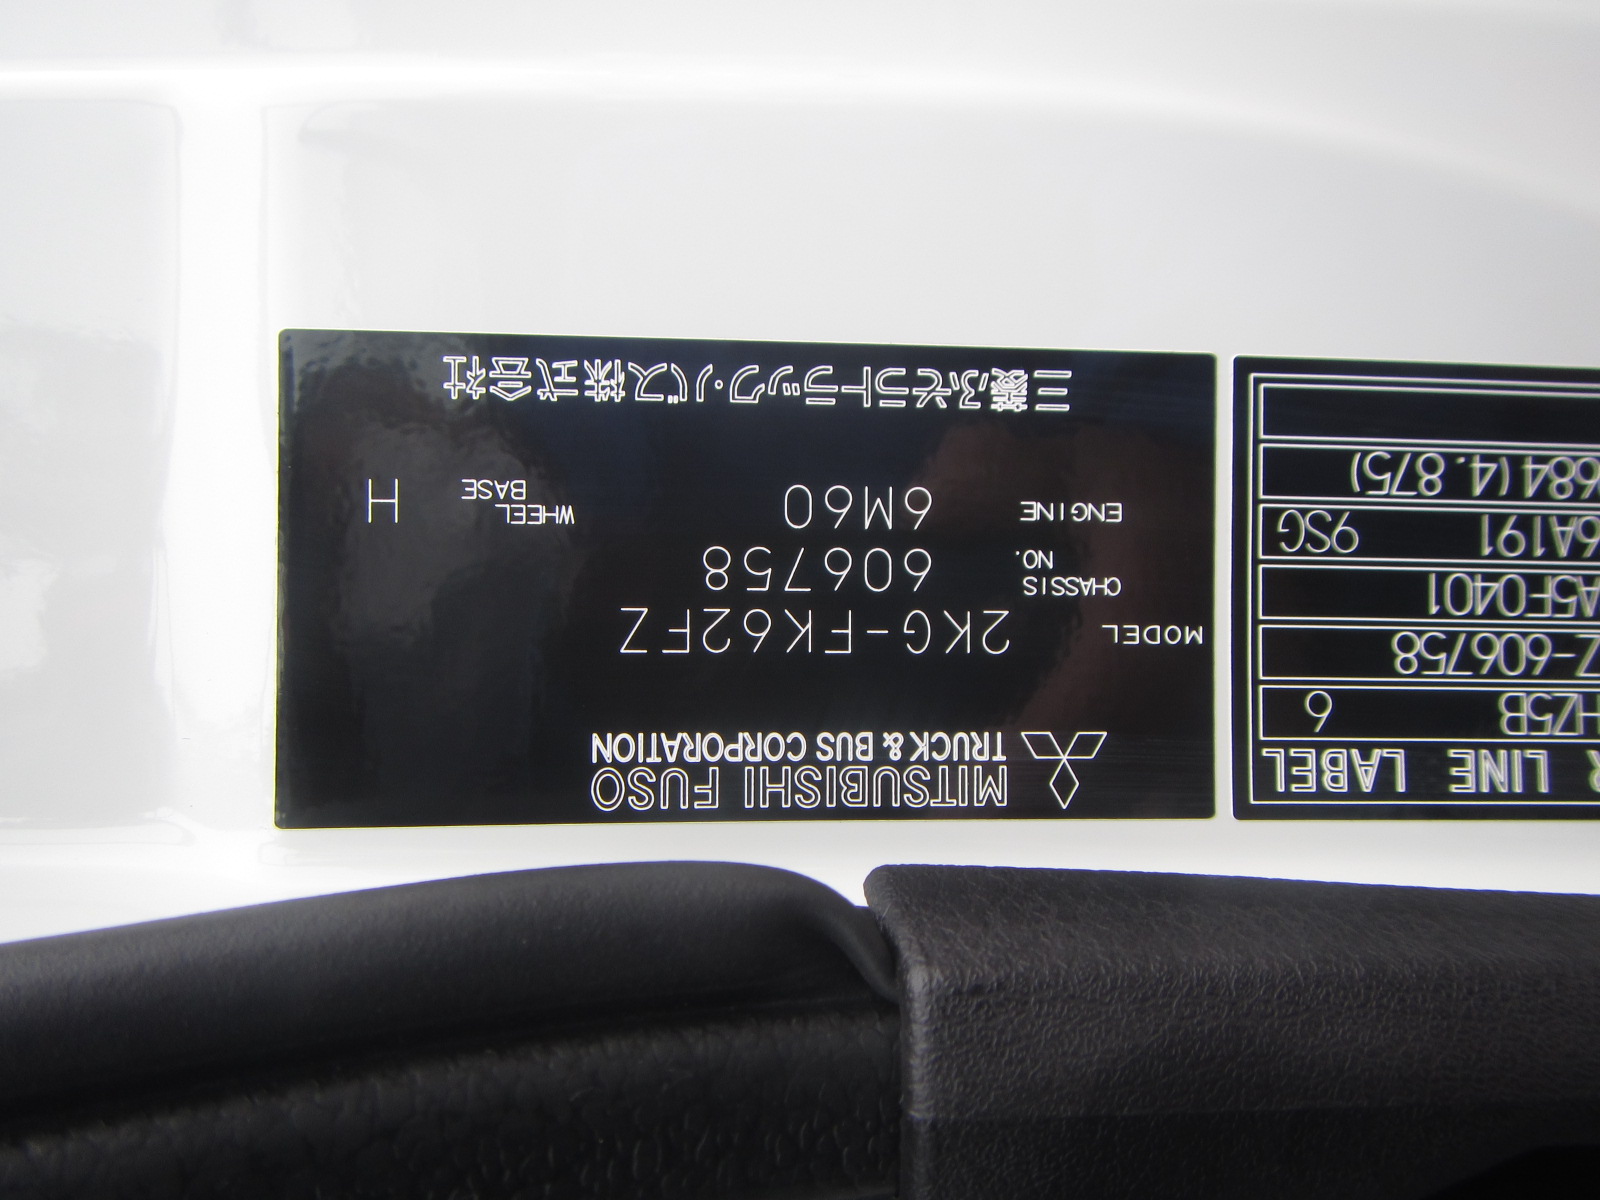 MITSUBISHI FUSO
TRUCK & BUS CORPORATION
MODEL 2KG-FK62FZ
CHASSIS NO. 606758
ENGINE 6M60 WHEEL BASE H
三菱ふそうトラック・バス株式会社
R LINE LABEL
HZ5B 6
Z-606758
A5F0401
6A191 9SG
684(4.875)